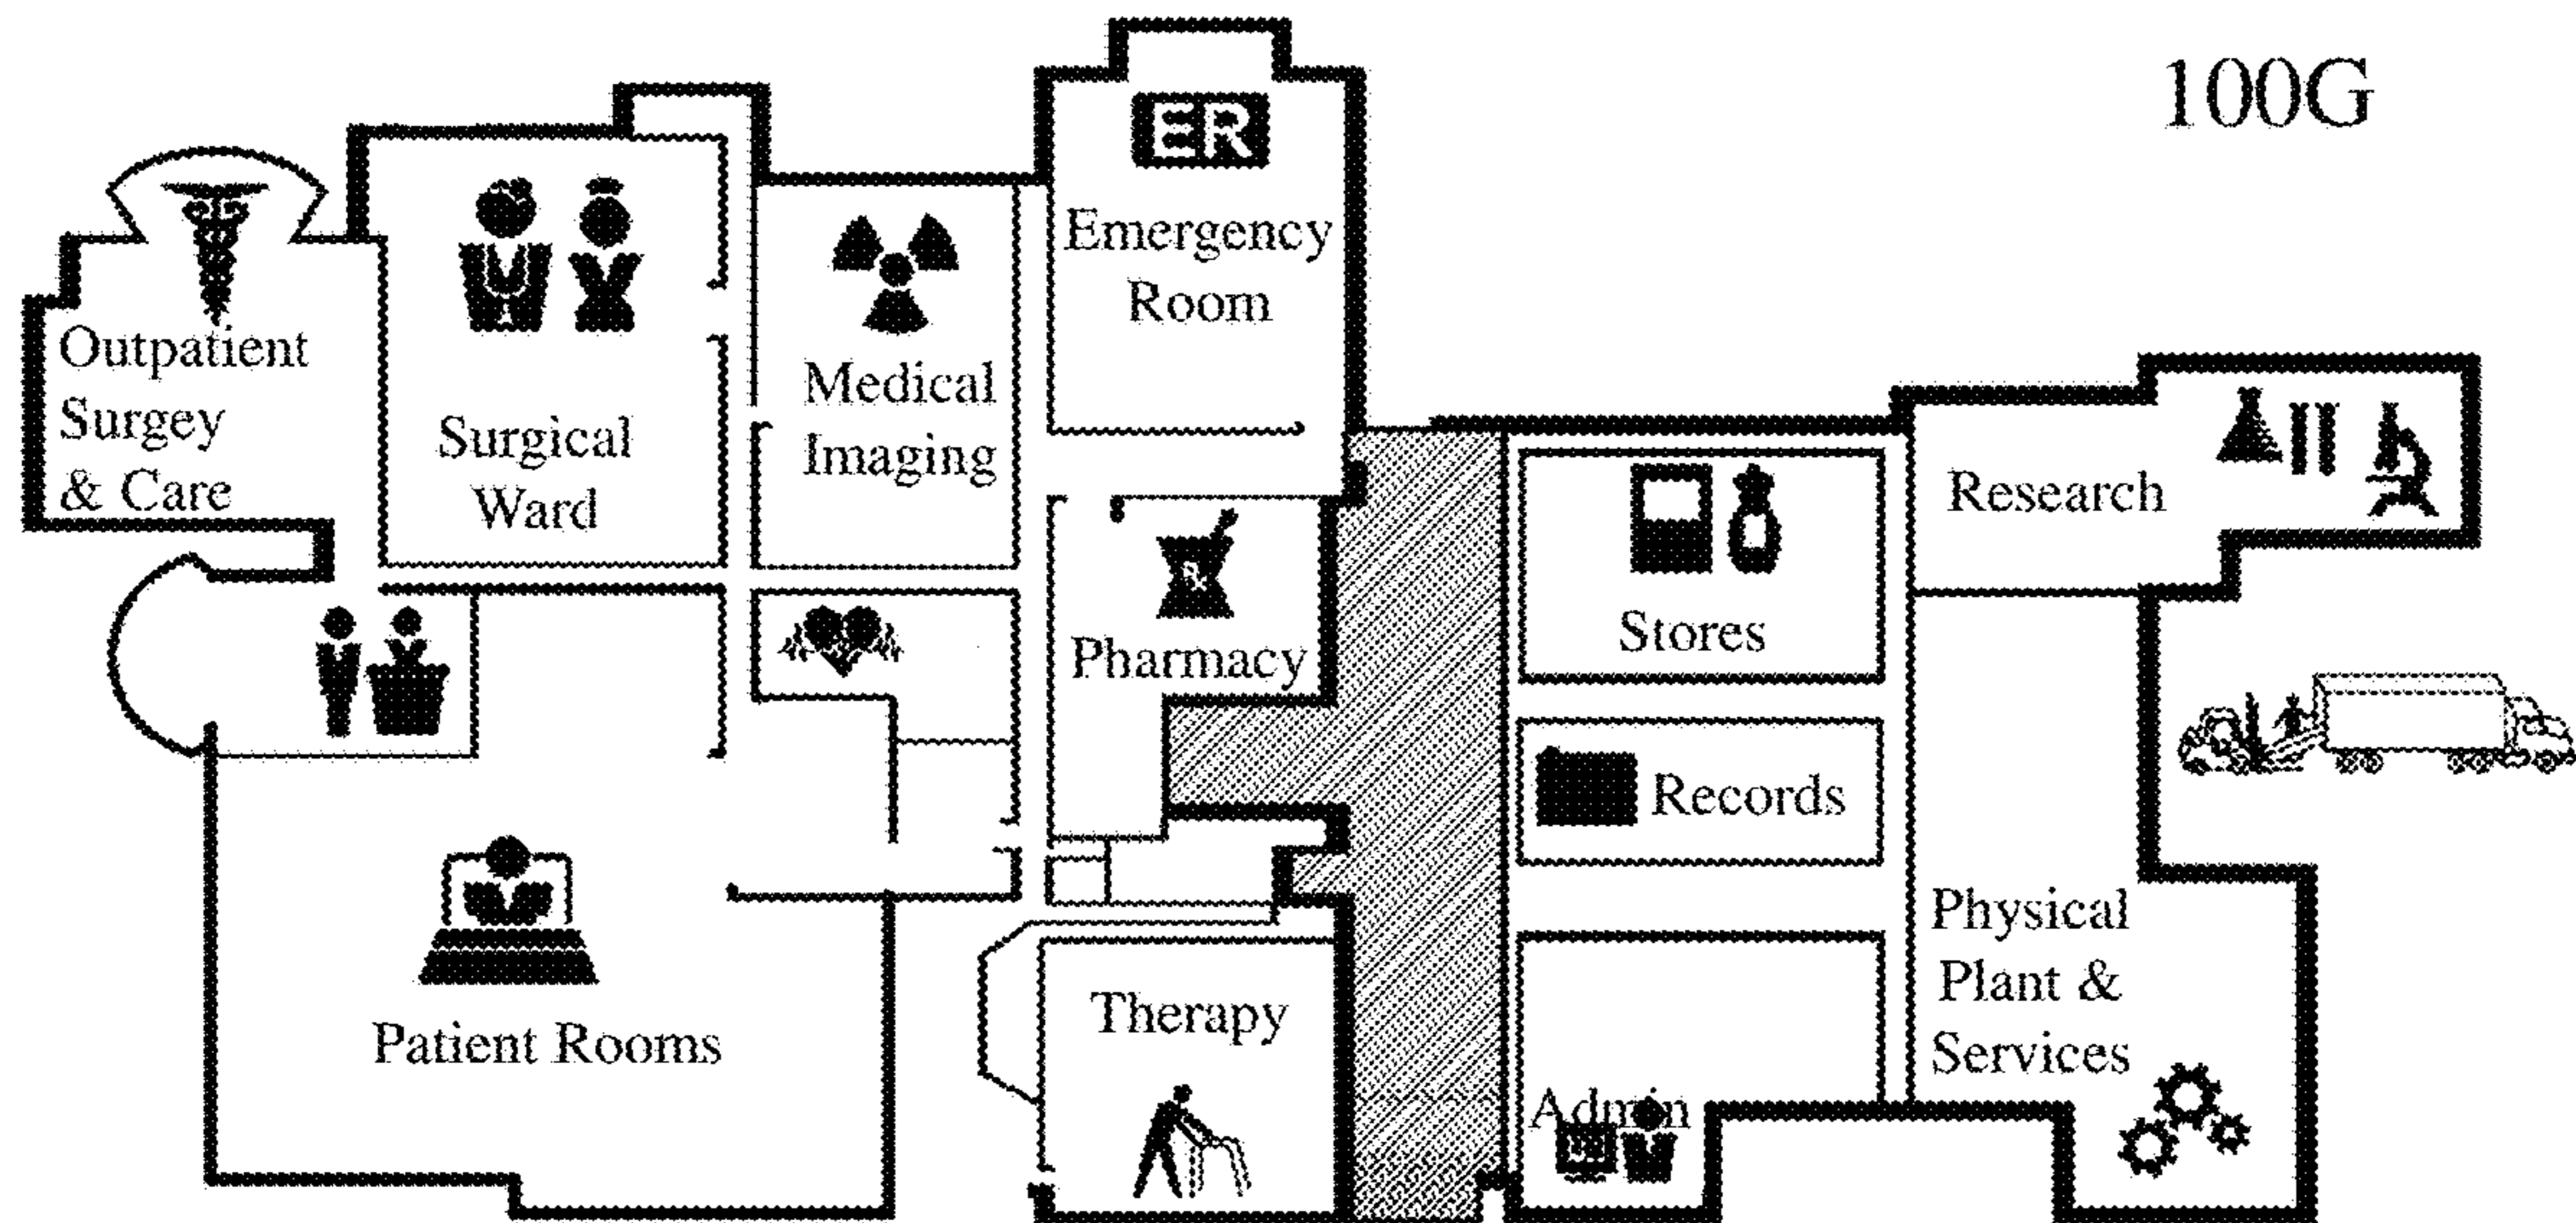 100G
ER
Emergency
Room
Outpatient
Surgey
& Care
Surgical
Ward
Medical
Imaging
Research
Stores
Rx
Pharmacy
Records
Physical
Plant &
Services
Therapy
Patient Rooms
Admin